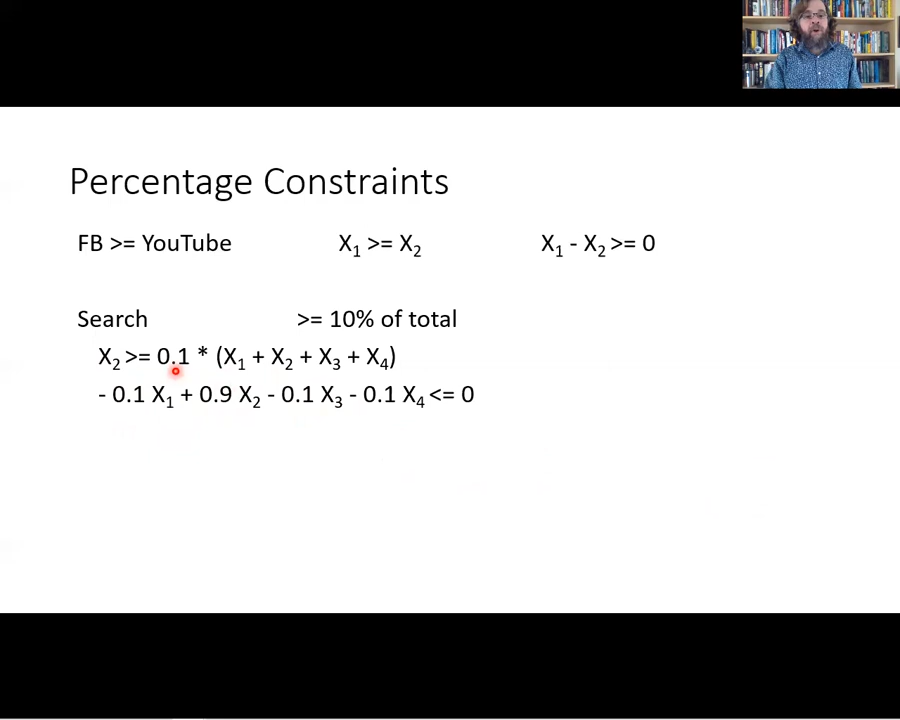 Percentage Constraints
FB >= YouTube X₁ >= X₂ X₁ - X₂ >= 0
Search >= 10% of total
X₂ >= 0.1 * (X₁ + X₂ + X₃ + X₄)
- 0.1 X₁ + 0.9 X₂ - 0.1 X₃ - 0.1 X₄ <= 0